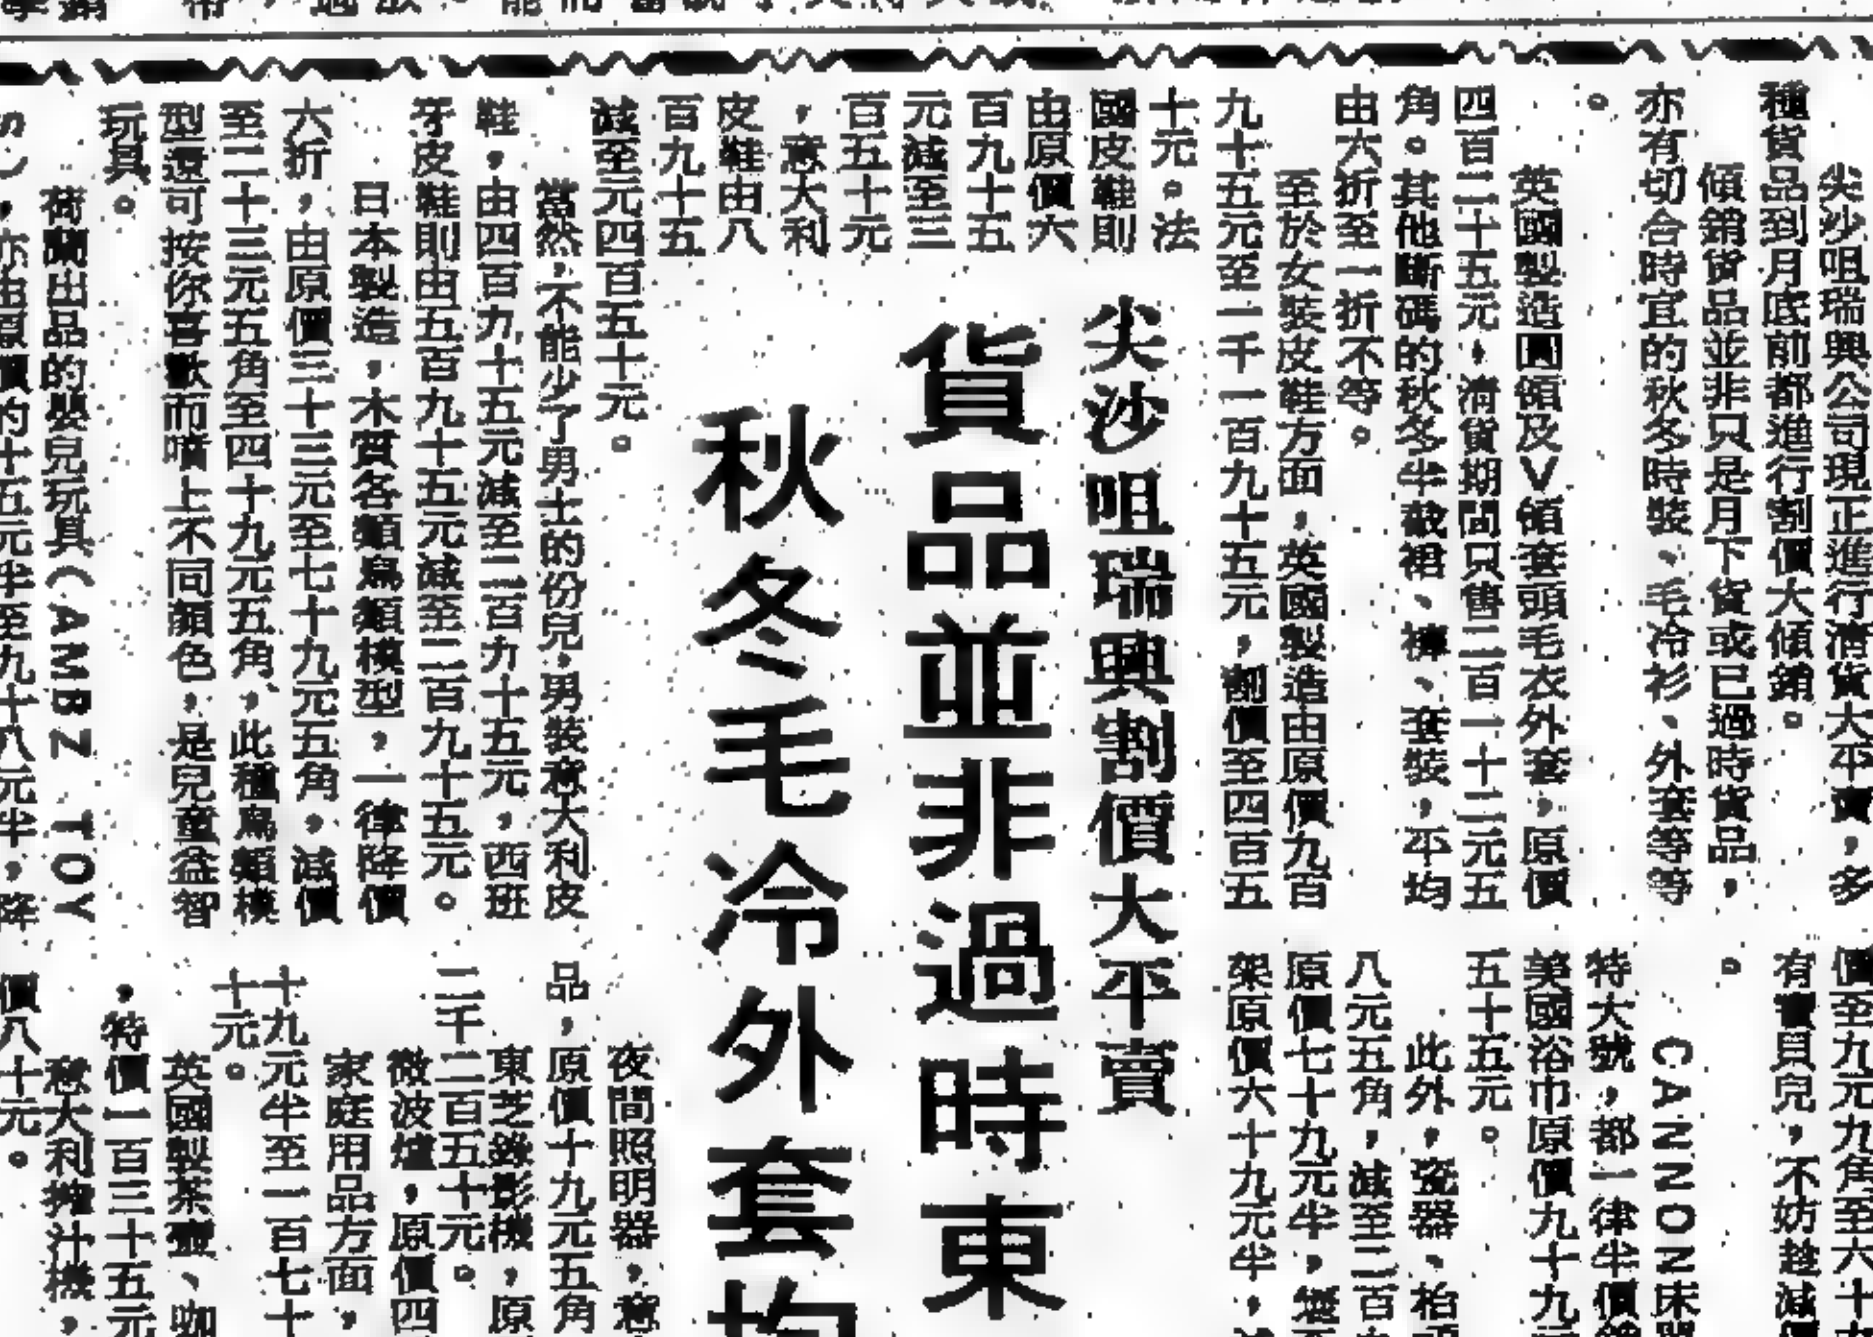 尖沙咀瑞興公司現正進行清貨大平賣,多
種貨品到月底前都進行割價大傾銷。
傾銷貨品並非只是月下貨或已過時貨品,
亦有切合時宜的秋冬時裝、毛冷衫、外套等等
。
英國製造圓領及V領套頭毛衣外套,原價
四百二十五元,清貨期間只售二百一十二元五
角。其他斷碼的秋冬半截裙、褲、套裝,平均
由六折至一折不等。
至於女裝皮鞋方面,英國製造由原價九百
九十五元至一千一百九十五元,割價至四百五
十元。法
國皮鞋則
由原價六
百九十五
元減至三
百五十元
,意大利
皮鞋由八
百九十五
減至元四百五十元。
尖沙咀瑞興割價大平賣
貨品並非過時東
秋冬毛冷外套均
當然,不能少了男士的份兒,男裝意大利皮
鞋,由四百九十五元減至二百九十五元,西班
牙皮鞋則由五百九十五元減至二百九十五元。
日本製造,木質各類鳥類模型,一律降價
六折,由原價三十三元至七十九元五角,減價
至二十三元五角至四十九元五角,此種鳥類模
型還可按你喜歡而噴上不同顏色,是兒童益智
玩具。
荷蘭出品的嬰兒玩具(AMBZ TOY
S),亦由原價的十五元半至九十八元半,降
價至九元九角至六十
有寶貝兒,不妨趁減價
。
CANNON床單
特大號,都一律半價銷
美國浴巾原價九十九元
五十五元。
此外,瓷器、枱
八元五角,減至二百
原價七十九元半,
架原價六十九元半,
夜間照明器,意
品,原價十九元五角
東芝錄影機,原
二千二百五十元。
微波爐,原價四
家庭用品方面,
十九元半至一百七十
十元。
英國製茶壺、咖
,特價一百三十五元
意大利搾汁機,
價八十元。